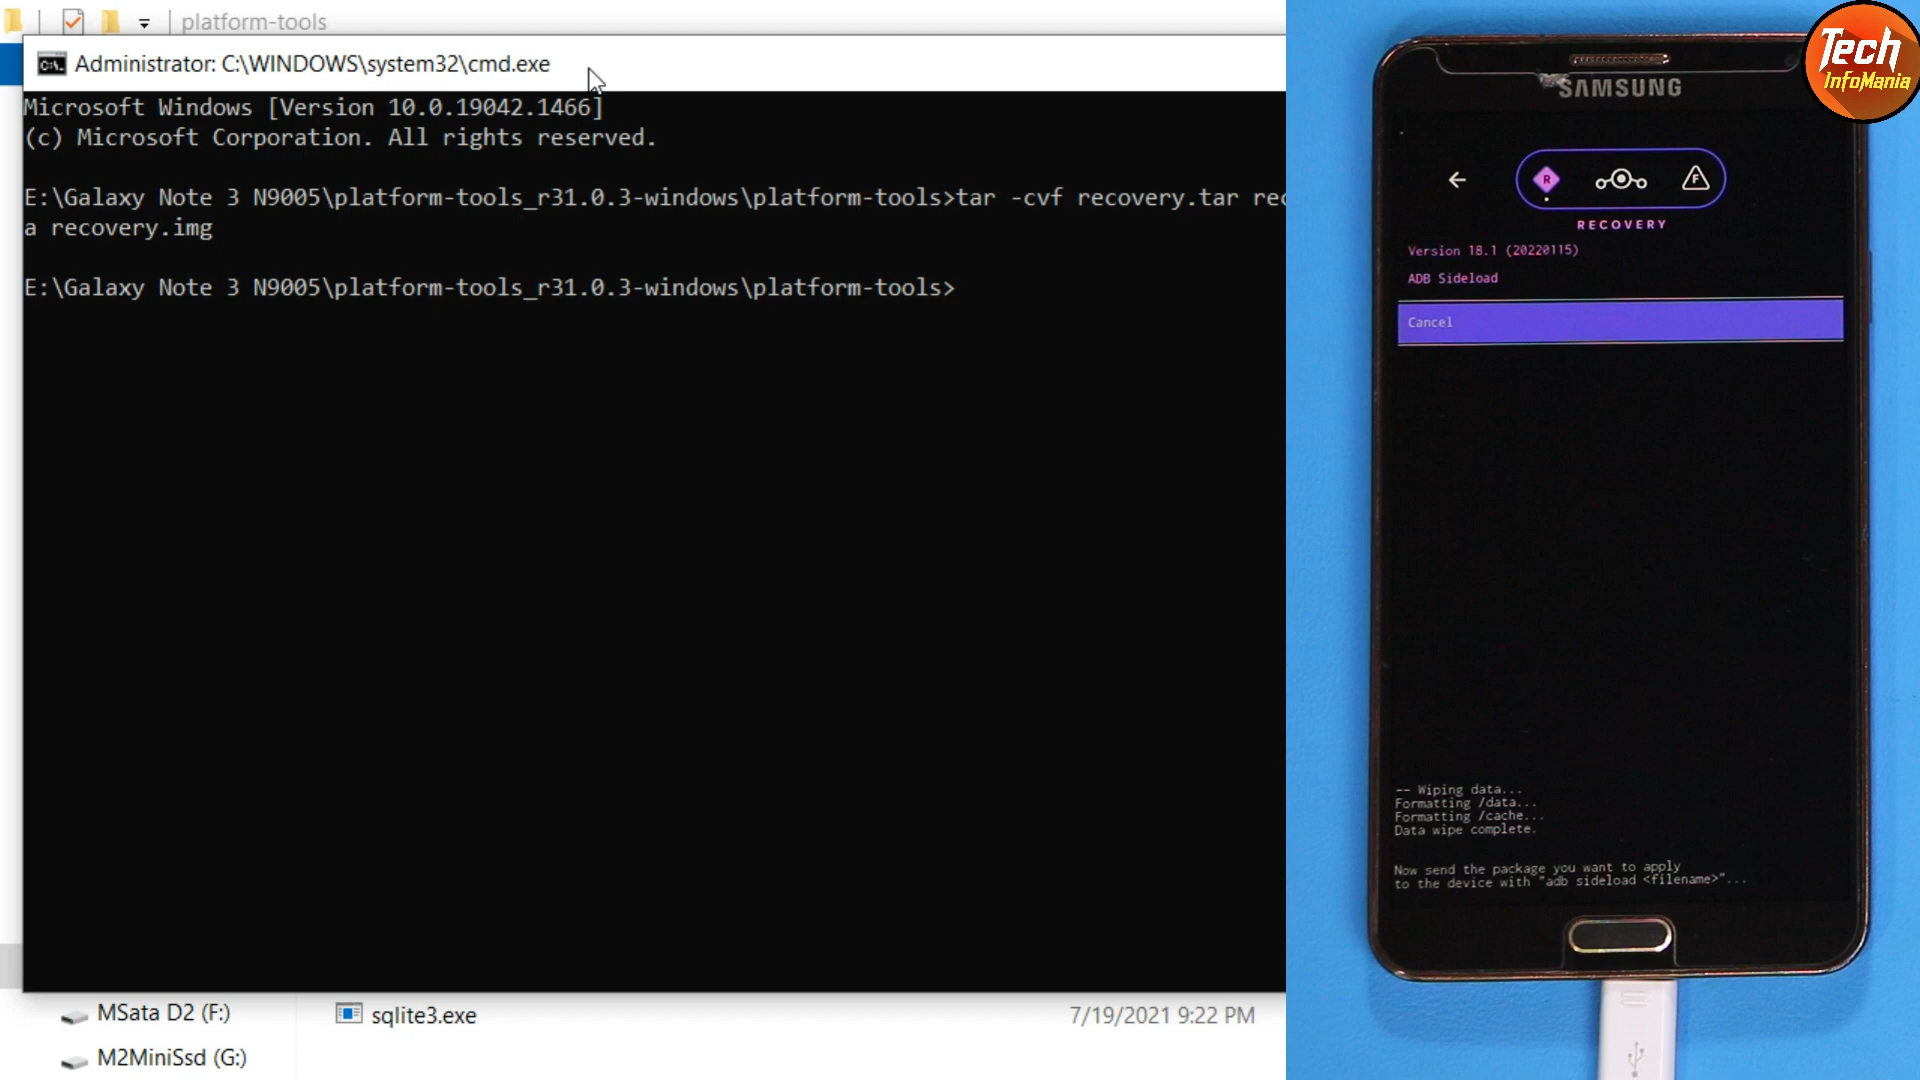 platform-tools
Administrator: C:\WINDOWS\system32\cmd.exe
Microsoft Windows [Version 10.0.19042.1466]
(c) Microsoft Corporation. All rights reserved.
E:\Galaxy Note 3 N9005\platform-tools_r31.0.3-windows\platform-tools>tar -cvf recovery.tar rec
a recovery.img
E:\Galaxy Note 3 N9005\platform-tools_r31.0.3-windows\platform-tools>
MSata D2 (F:)
sqlite3.exe
7/19/2021 9:22 PM
M2MiniSsd (G:)
Tech
InfoMania
SAMSUNG
R
F
RECOVERY
Version 18.1 (20220115)
ADB Sideload
Cancel
-- Wiping data...
Formatting /data...
Formatting /cache...
Data wipe complete.
Now send the package you want to apply
to the device with "adb sideload <filename>"...